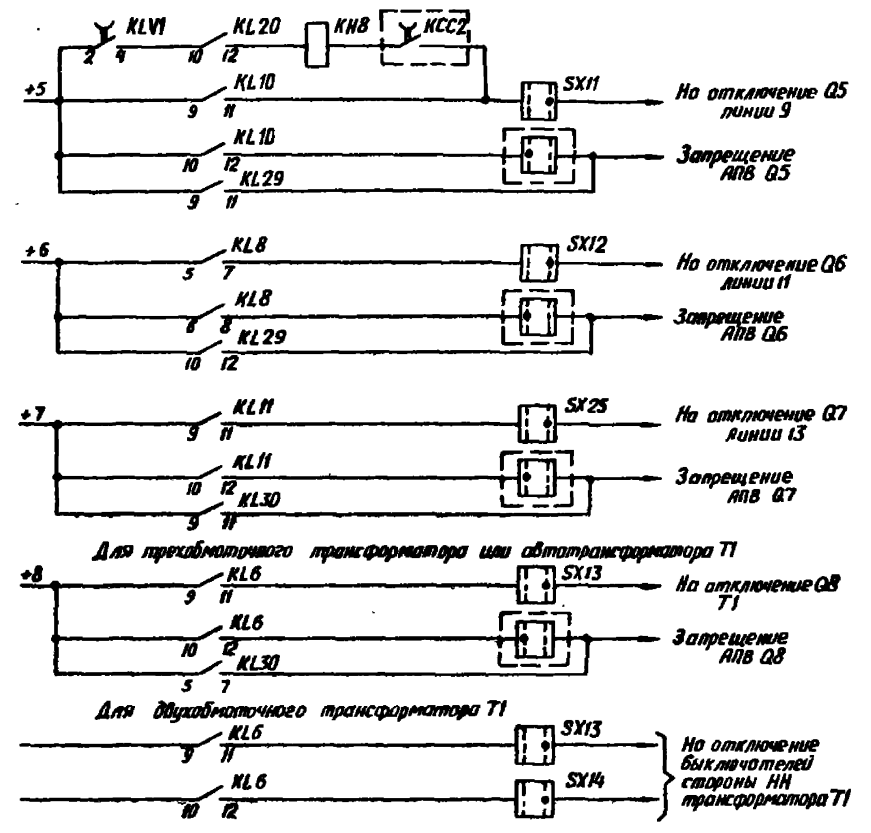 KLV1 KL20 KH8 KCC2
2 4 10 12
+5 KL10 SX11 На отключение Q5
9 11 линии 9
KL10 Запрещение
10 12 АПВ Q5
KL29
9 11
+6 KL8 SX12 На отключение Q6
5 7 линии 11
KL8 Запрещение
6 8 АПВ Q6
KL29
10 12
+7 KL11 SX25 На отключение Q7
9 11 линии 13
KL11 Запрещение
10 12 АПВ Q7
KL30
9 11
Для трехобмоточного трансформатора или автотрансформатора T1
+8 KL6 SX13 На отключение Q8
9 11 T1
KL6 Запрещение
10 12 АПВ Q8
KL30
5 7
Для двухобмоточного трансформатора T1
KL6 SX13 На отключение
9 11 выключателей
KL6 SX14 стороны НН
10 12 трансформатора T1